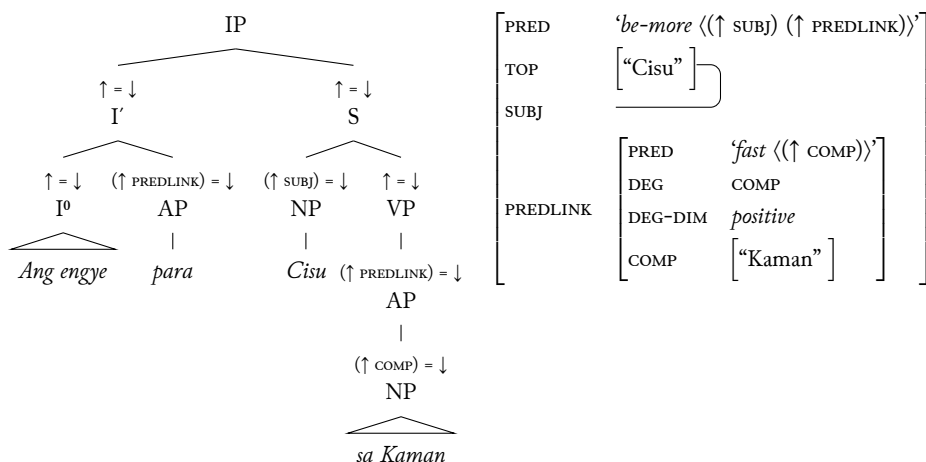 IP
↑ = ↓ ↑ = ↓
I′ S
↑ = ↓ (↑ PREDLINK) = ↓ (↑ SUBJ) = ↓ ↑ = ↓
I⁰ AP NP VP
Ang engye para Cisu (↑ PREDLINK) = ↓
AP
(↑ COMP) = ↓
NP
sa Kaman
PRED ‘be-more ⟨(↑ SUBJ) (↑ PREDLINK)⟩’
TOP [“Cisu”]
SUBJ
PREDLINK
PRED ‘fast ⟨(↑ COMP)⟩’
DEG COMP
DEG-DIM positive
COMP [“Kaman”]